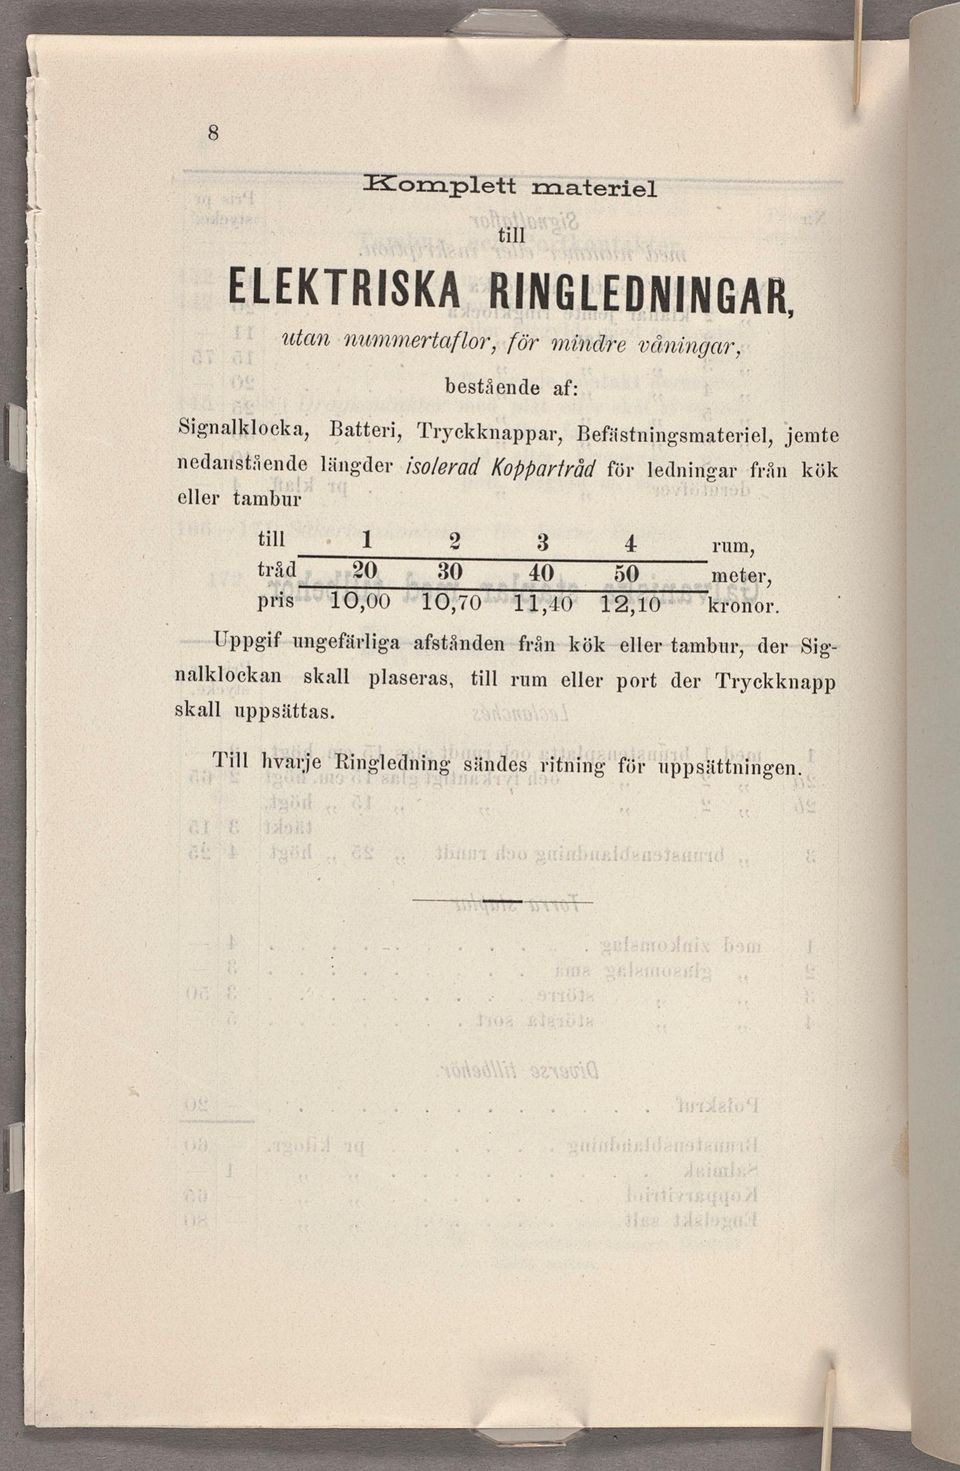 8
Komplett materiel
till
ELEKTRISKA RINGLEDNINGAR,
utan nummertaflor, för mindre våningar,
bestående af:
Signalklocka, Batteri, Tryckknappar, Befästningsmateriel, jemte
nedanstående längder isolerad Koppartråd för ledningar från kök
eller tambur
till 1 2 3 4 rum,
tråd 20 30 40 50 meter,
pris 10,00 10,70 11,40 12,10 kronor.
Uppgif ungefärliga afstånden från kök eller tambur, der Sig-
nalklockan skall plaseras, till rum eller port der Tryckknapp
skall uppsättas.
Till hvarje Ringledning sändes ritning för uppsättningen.